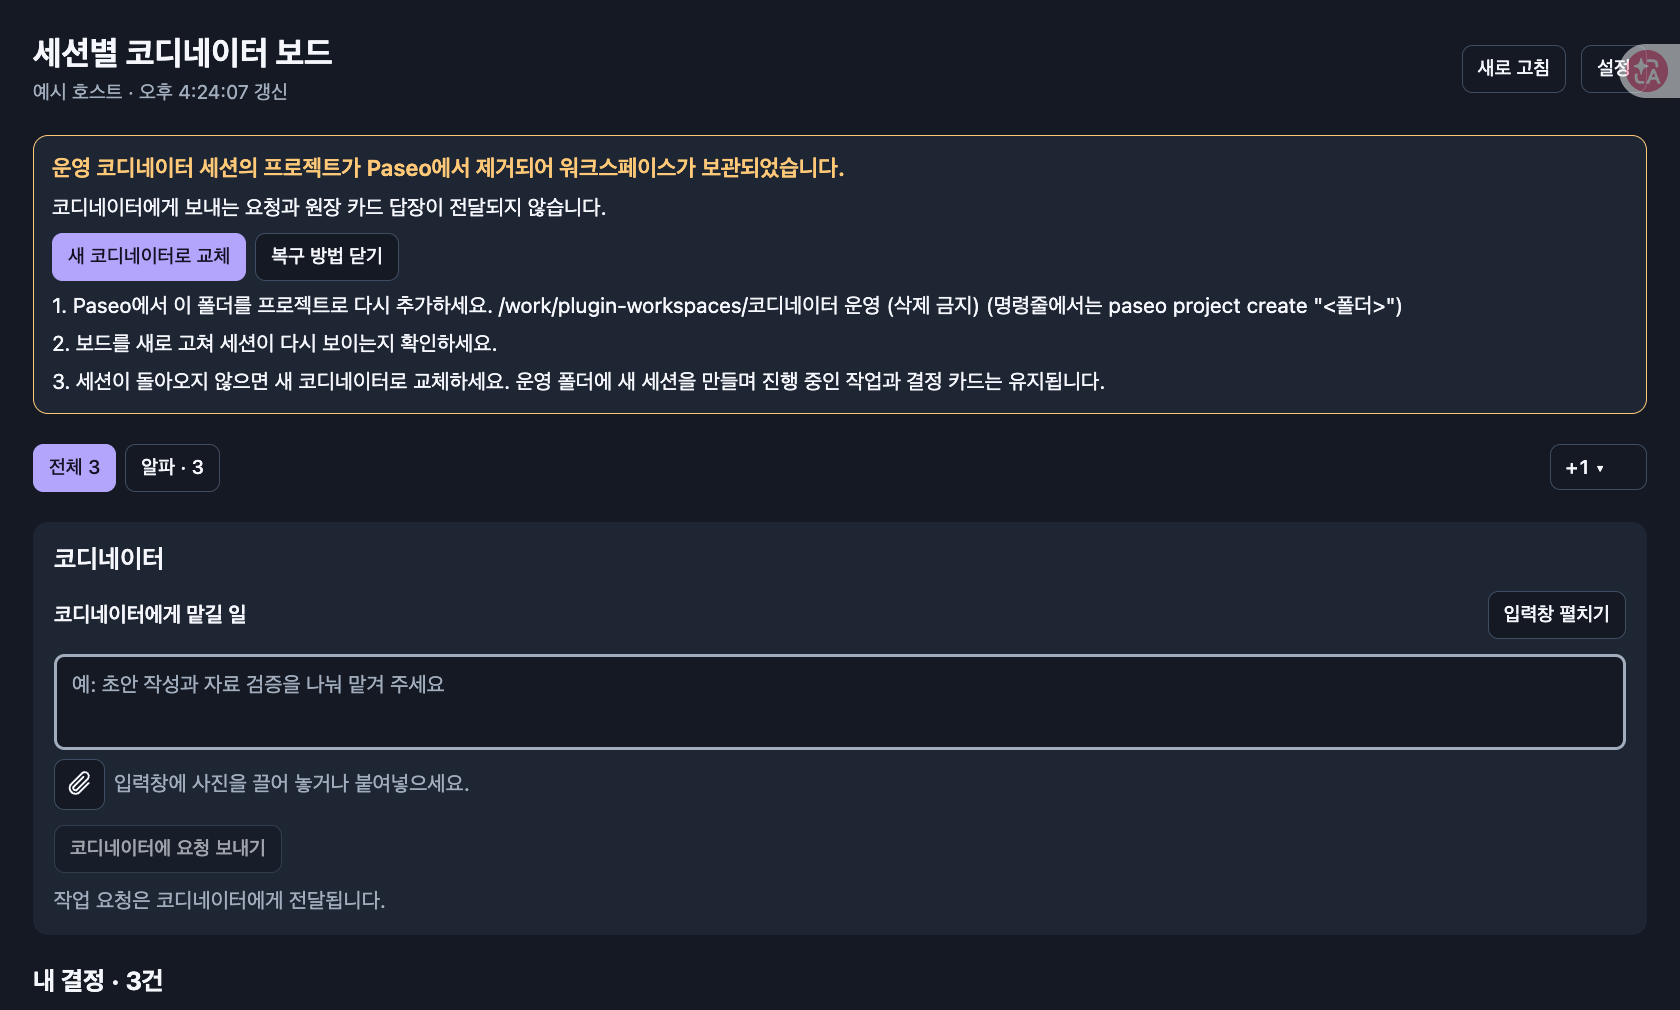 세션별 코디네이터 보드
예시 호스트 · 오후 4:24:07 갱신
새로 고침
설정
운영 코디네이터 세션의 프로젝트가 Paseo에서 제거되어 워크스페이스가 보관되었습니다.
코디네이터에게 보내는 요청과 원장 카드 답장이 전달되지 않습니다.
새 코디네이터로 교체
복구 방법 닫기
1. Paseo에서 이 폴더를 프로젝트로 다시 추가하세요. /work/plugin-workspaces/코디네이터 운영 (삭제 금지) (명령줄에서는 paseo project create "<폴더>")
2. 보드를 새로 고쳐 세션이 다시 보이는지 확인하세요.
3. 세션이 돌아오지 않으면 새 코디네이터로 교체하세요. 운영 폴더에 새 세션을 만들며 진행 중인 작업과 결정 카드는 유지됩니다.
전체 3
알파 · 3
+1 ▾
코디네이터
코디네이터에게 맡길 일
입력창 펼치기
예: 초안 작성과 자료 검증을 나눠 맡겨 주세요
입력창에 사진을 끌어 놓거나 붙여넣으세요.
코디네이터에 요청 보내기
작업 요청은 코디네이터에게 전달됩니다.
내 결정 · 3건